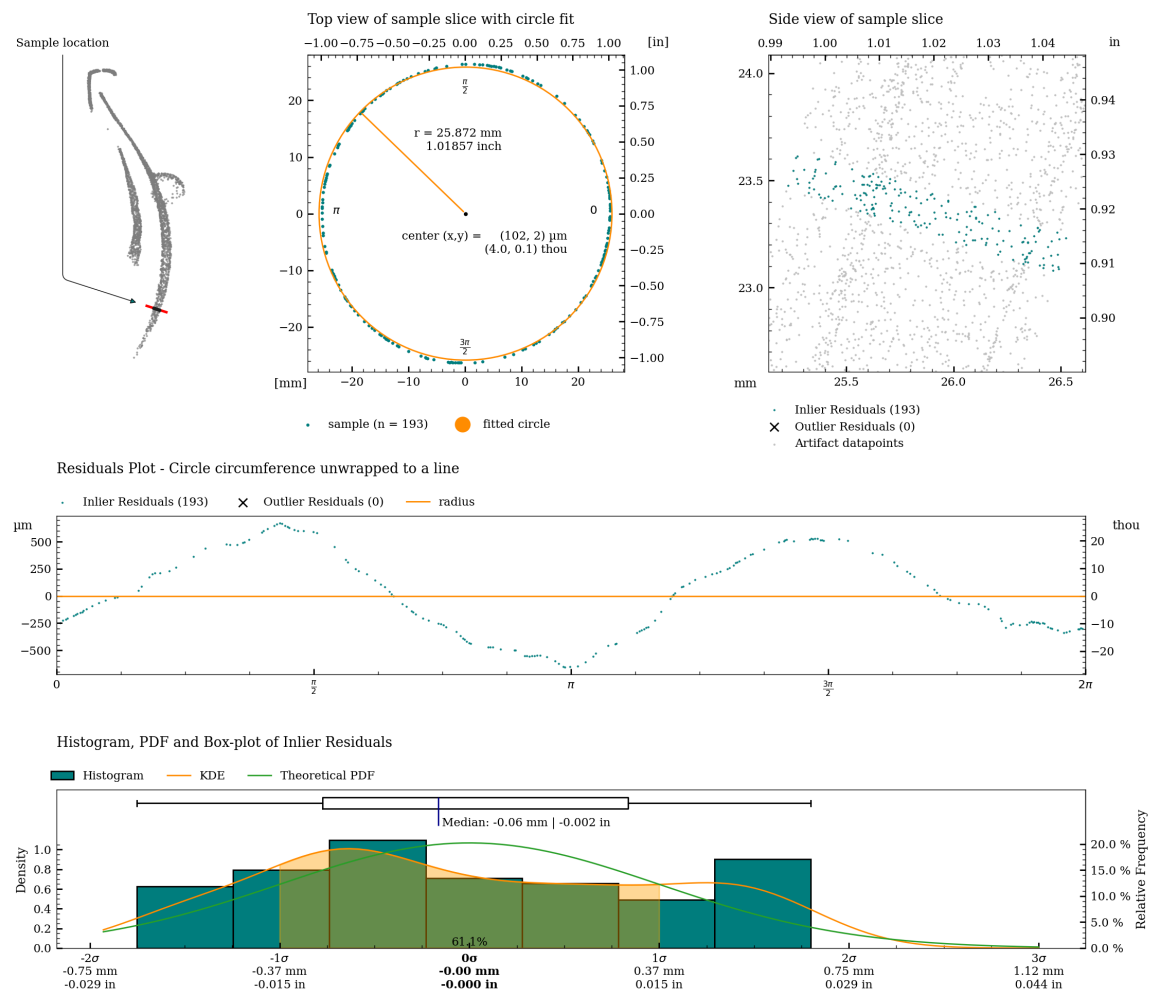 Sample location
Top view of sample slice with circle fit
−1.00 −0.75 −0.50 −0.25 0.00 0.25 0.50 0.75 1.00 [in]
20
10
0
−10
−20
[mm]
−20 −10 0 10 20
1.00
0.75
0.50
0.25
0.00
−0.25
−0.50
−0.75
−1.00
π/2
r = 25.872 mm
1.01857 inch
π
0
center (x,y) = (102, 2) µm
(4.0, 0.1) thou
3π/2
sample (n = 193) fitted circle
Side view of sample slice
0.99 1.00 1.01 1.02 1.03 1.04 in
24.0
23.5
23.0
mm
25.5 26.0 26.5
0.94
0.93
0.92
0.91
0.90
Inlier Residuals (193)
Outlier Residuals (0)
Artifact datapoints
Residuals Plot - Circle circumference unwrapped to a line
Inlier Residuals (193) Outlier Residuals (0) radius
µm
500
250
0
−250
−500
thou
20
10
0
−10
−20
0 π/2 π 3π/2 2π
Histogram, PDF and Box-plot of Inlier Residuals
Histogram KDE Theoretical PDF
Median: -0.06 mm | -0.002 in
Density
1.0
0.8
0.6
0.4
0.2
0.0
61.1%
Relative Frequency
20.0 %
15.0 %
10.0 %
5.0 %
0.0 %
-2σ -1σ 0σ 1σ 2σ 3σ
-0.75 mm -0.37 mm -0.00 mm 0.37 mm 0.75 mm 1.12 mm
-0.029 in -0.015 in -0.000 in 0.015 in 0.029 in 0.044 in